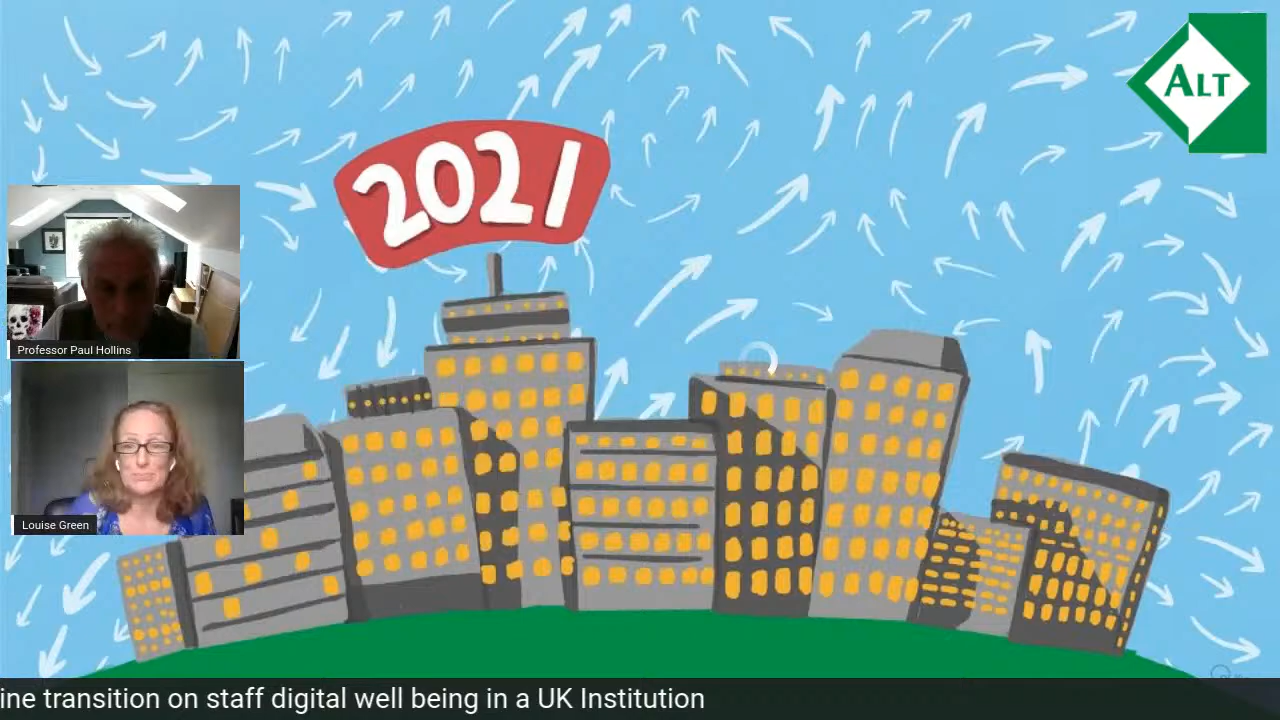 ALT
2021
Professor Paul Hollins
Louise Green
ine transition on staff digital well being in a UK Institution